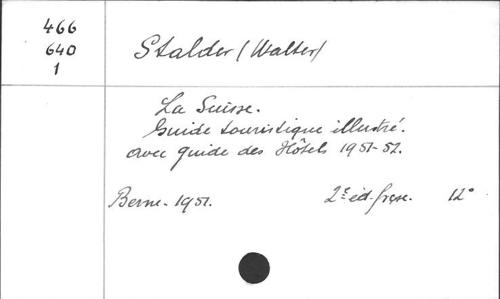 466
640
1
Stalder (Walter)
La Suisse.
Guide touristique illustré.
avec guide des Hôtels 1951-52.
Berne. 1951. 2e éd. frçse. 12°